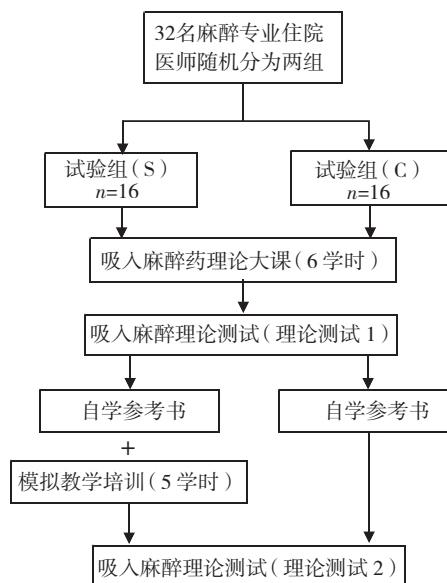 32名麻醉专业住院
医师随机分为两组
试验组(S)
n=16
试验组(C)
n=16
吸入麻醉药理论大课(6学时)
吸入麻醉理论测试(理论测试1)
自学参考书
自学参考书
+
模拟教学培训(5学时)
吸入麻醉理论测试(理论测试2)